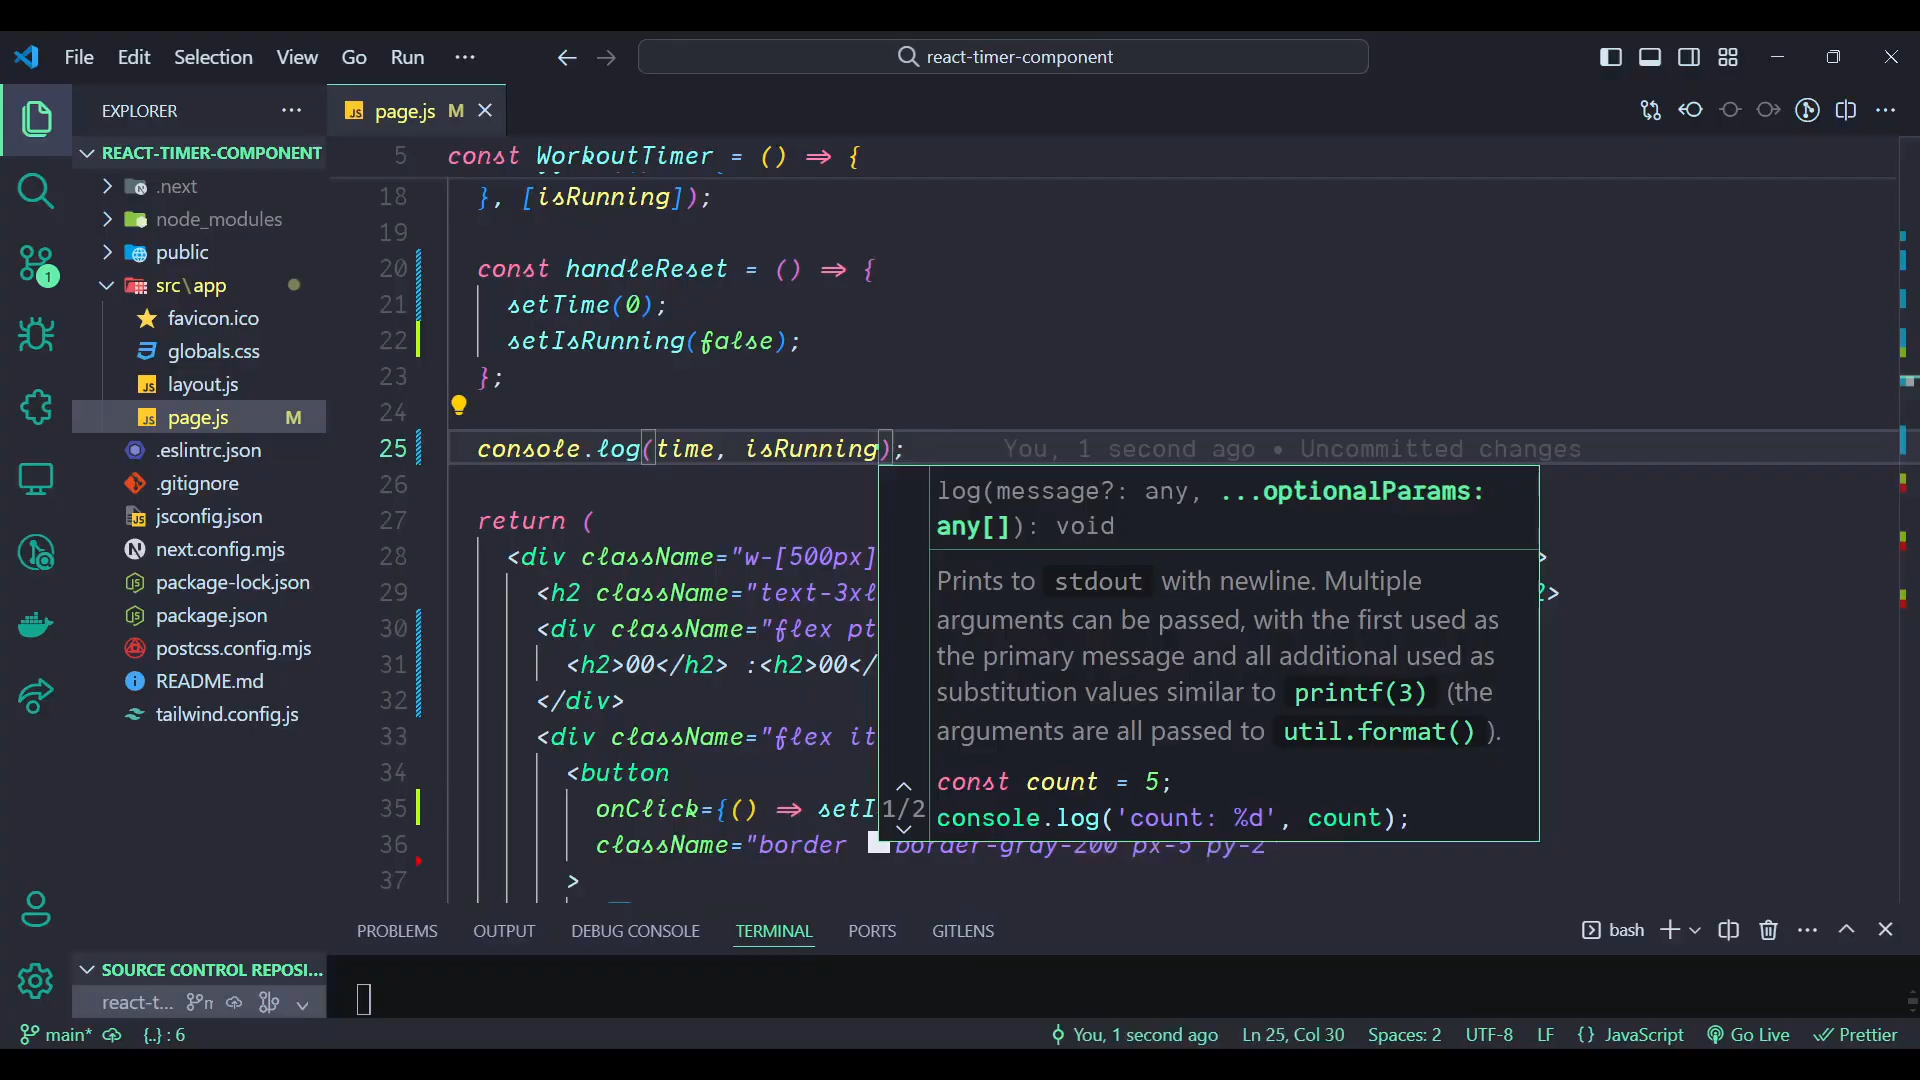 File Edit Selection View Go Run ··· ← → react-timer-component
EXPLORER ···
page.js M
REACT-TIMER-COMPONENT
.next
node_modules
public
src\app
favicon.ico
globals.css
layout.js
page.js M
.eslintrc.json
.gitignore
jsconfig.json
next.config.mjs
package-lock.json
package.json
postcss.config.mjs
README.md
tailwind.config.js
1
SOURCE CONTROL REPOSI...
react-t...
5 const WorkoutTimer = () => {
18 }, [isRunning]);
19
20 const handleReset = () => {
21 setTime(0);
22 setIsRunning(false);
23 };
24
25 console.log(time, isRunning); You, 1 second ago • Uncommitted changes
26
27 return (
28 <div className="w-[500px]
29 <h2 className="text-3xl
30 <div className="flex pt
31 <h2>00</h2> :<h2>00</
32 </div>
33 <div className="flex it
34 <button
35 onClick={() => setI
36 className="border border-gray-200 px-5 py-2
37 >
log(message?: any, ...optionalParams:
any[]): void
Prints to stdout with newline. Multiple
arguments can be passed, with the first used as
the primary message and all additional used as
substitution values similar to printf(3) (the
arguments are all passed to util.format() ).
const count = 5;
1/2 console.log('count: %d', count);
PROBLEMS OUTPUT DEBUG CONSOLE TERMINAL PORTS GITLENS bash
main* {..} : 6 You, 1 second ago Ln 25, Col 30 Spaces: 2 UTF-8 LF {} JavaScript Go Live Prettier